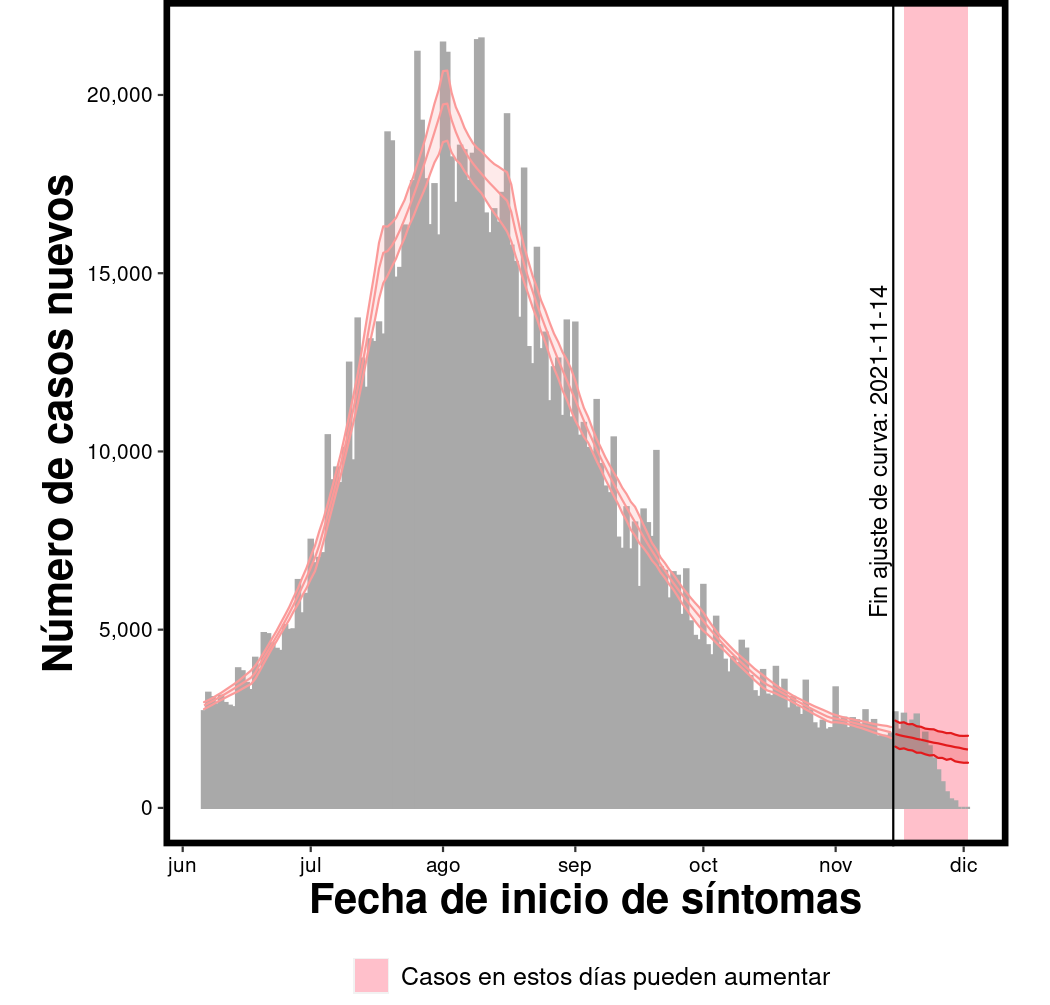 Número de casos nuevos
20,000
15,000
10,000
5,000
0
Fin ajuste de curva: 2021-11-14
jun jul ago sep oct nov dic
Fecha de inicio de síntomas
Casos en estos días pueden aumentar